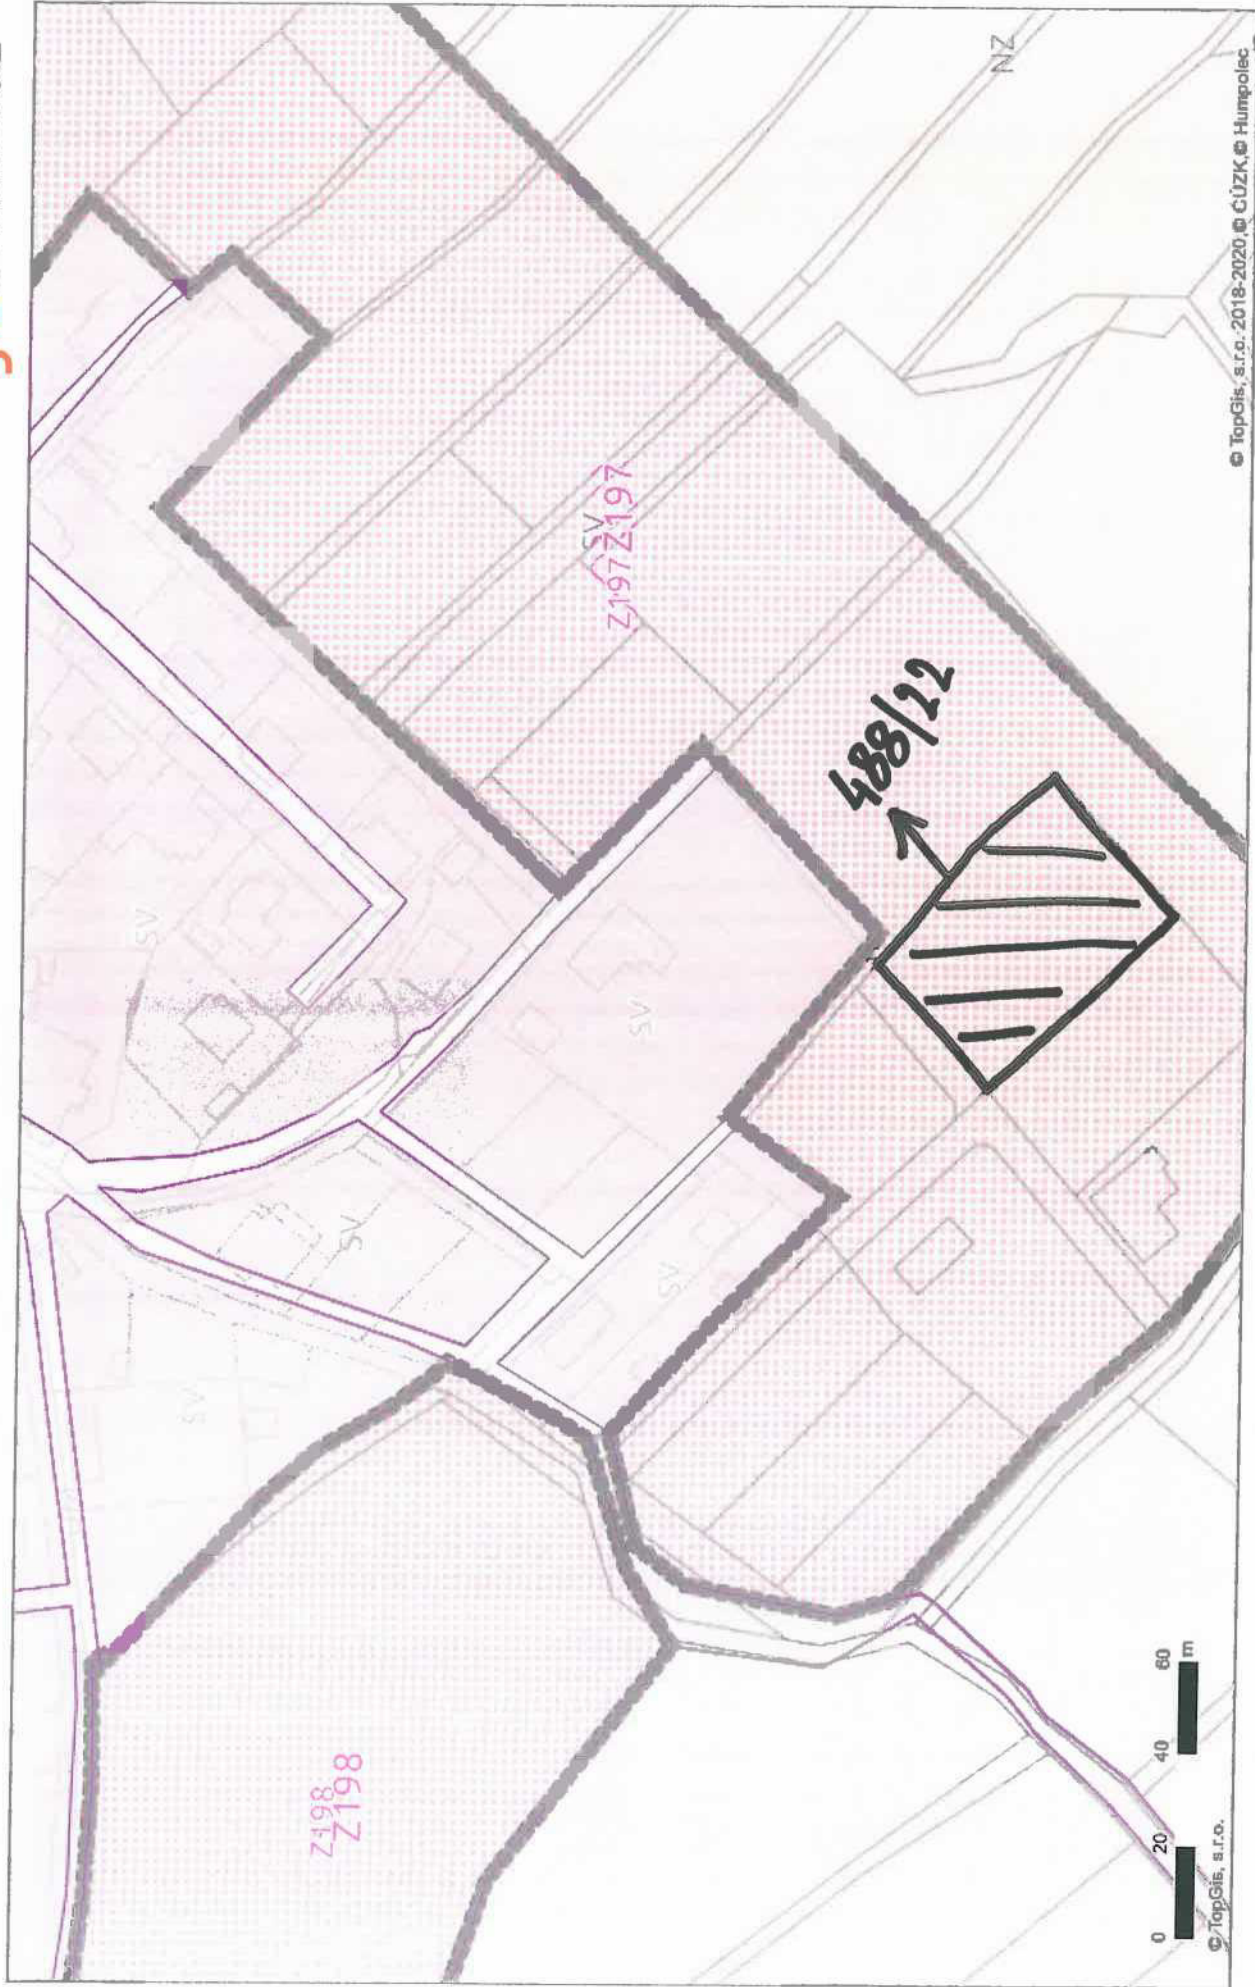 NZ
SV
Z197 Z197
488/22
SV
SV
SV
SV
SV
Z198
Z198
0 20 40 60
m
© TopGis, s.r.o.
© TopGis, s.r.o. 2018-2020,© ČÚZK,© Humpolec